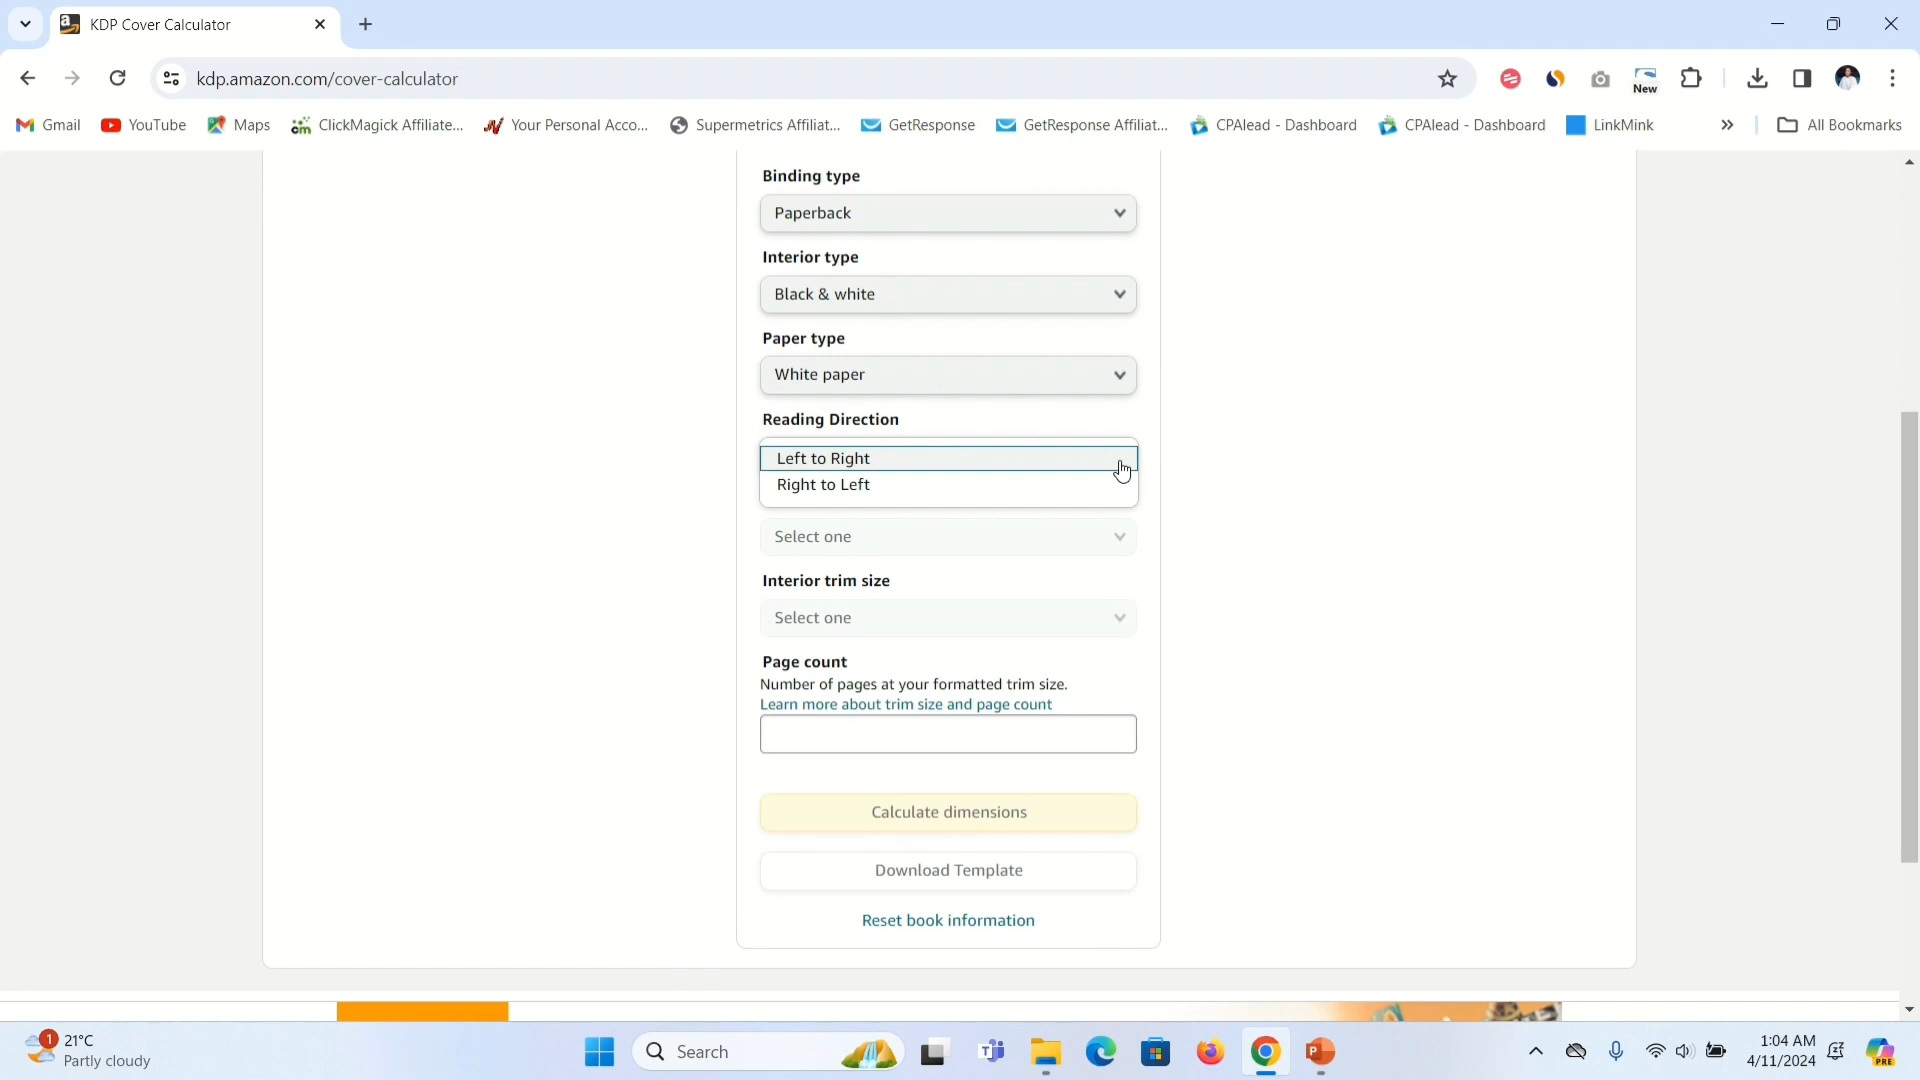 KDP Cover Calculator
kdp.amazon.com/cover-calculator
New
Gmail
YouTube
Maps
ClickMagick Affiliate...
Your Personal Acco...
Supermetrics Affiliat...
GetResponse
GetResponse Affiliat...
CPAlead - Dashboard
CPAlead - Dashboard
LinkMink
All Bookmarks
Binding type
Paperback
Interior type
Black & white
Paper type
White paper
Reading Direction
Left to Right
Right to Left
Select one
Interior trim size
Select one
Page count
Number of pages at your formatted trim size.
Learn more about trim size and page count
Calculate dimensions
Download Template
Reset book information
1
21°C
Partly cloudy
Search
1:04 AM
4/11/2024
PRE